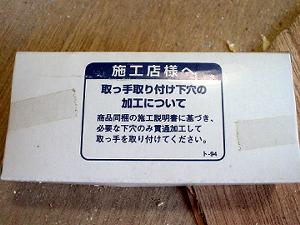 施工店様へ
取っ手取り付け下穴の
加工について
商品同梱の施工説明書に基づき、
必要な下穴のみ貫通加工して
取っ手を取り付けてください。
ト-94